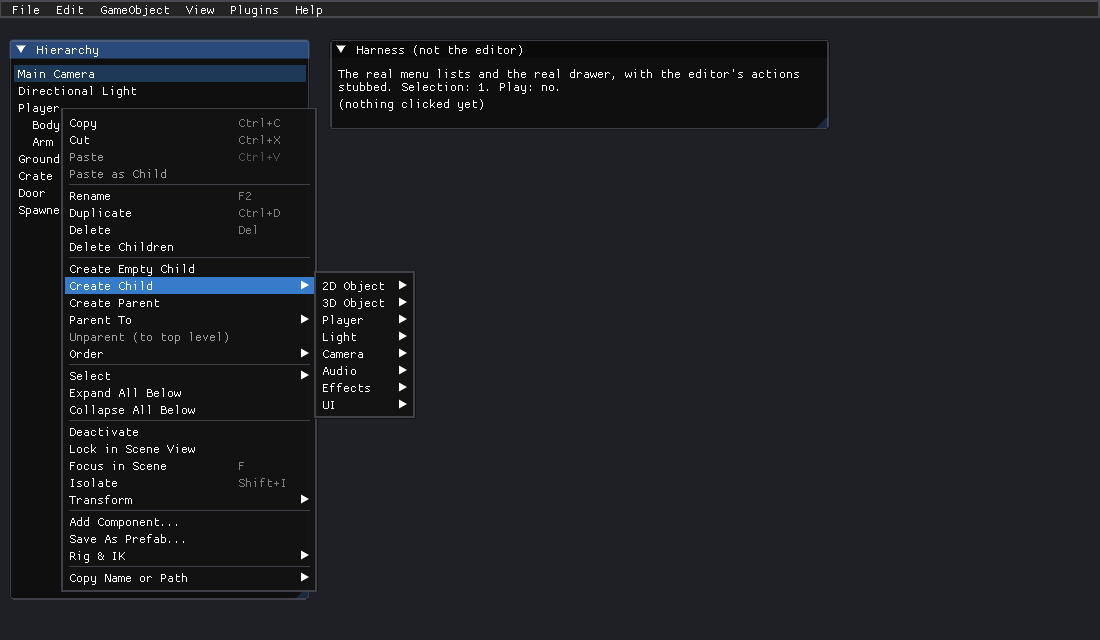 File Edit GameObject View Plugins Help
Hierarchy
Main Camera
Directional Light
Player
Body
Arm
Ground
Crate
Door
Spawne
Harness (not the editor)
The real menu lists and the real drawer, with the editor's actions
stubbed. Selection: 1. Play: no.
(nothing clicked yet)
Copy Ctrl+C
Cut Ctrl+X
Paste Ctrl+V
Paste as Child
Rename F2
Duplicate Ctrl+D
Delete Del
Delete Children
Create Empty Child
Create Child
Create Parent
Parent To
Unparent (to top level)
Order
Select
Expand All Below
Collapse All Below
Deactivate
Lock in Scene View
Focus in Scene F
Isolate Shift+I
Transform
Add Component...
Save As Prefab...
Rig & IK
Copy Name or Path
2D Object
3D Object
Player
Light
Camera
Audio
Effects
UI